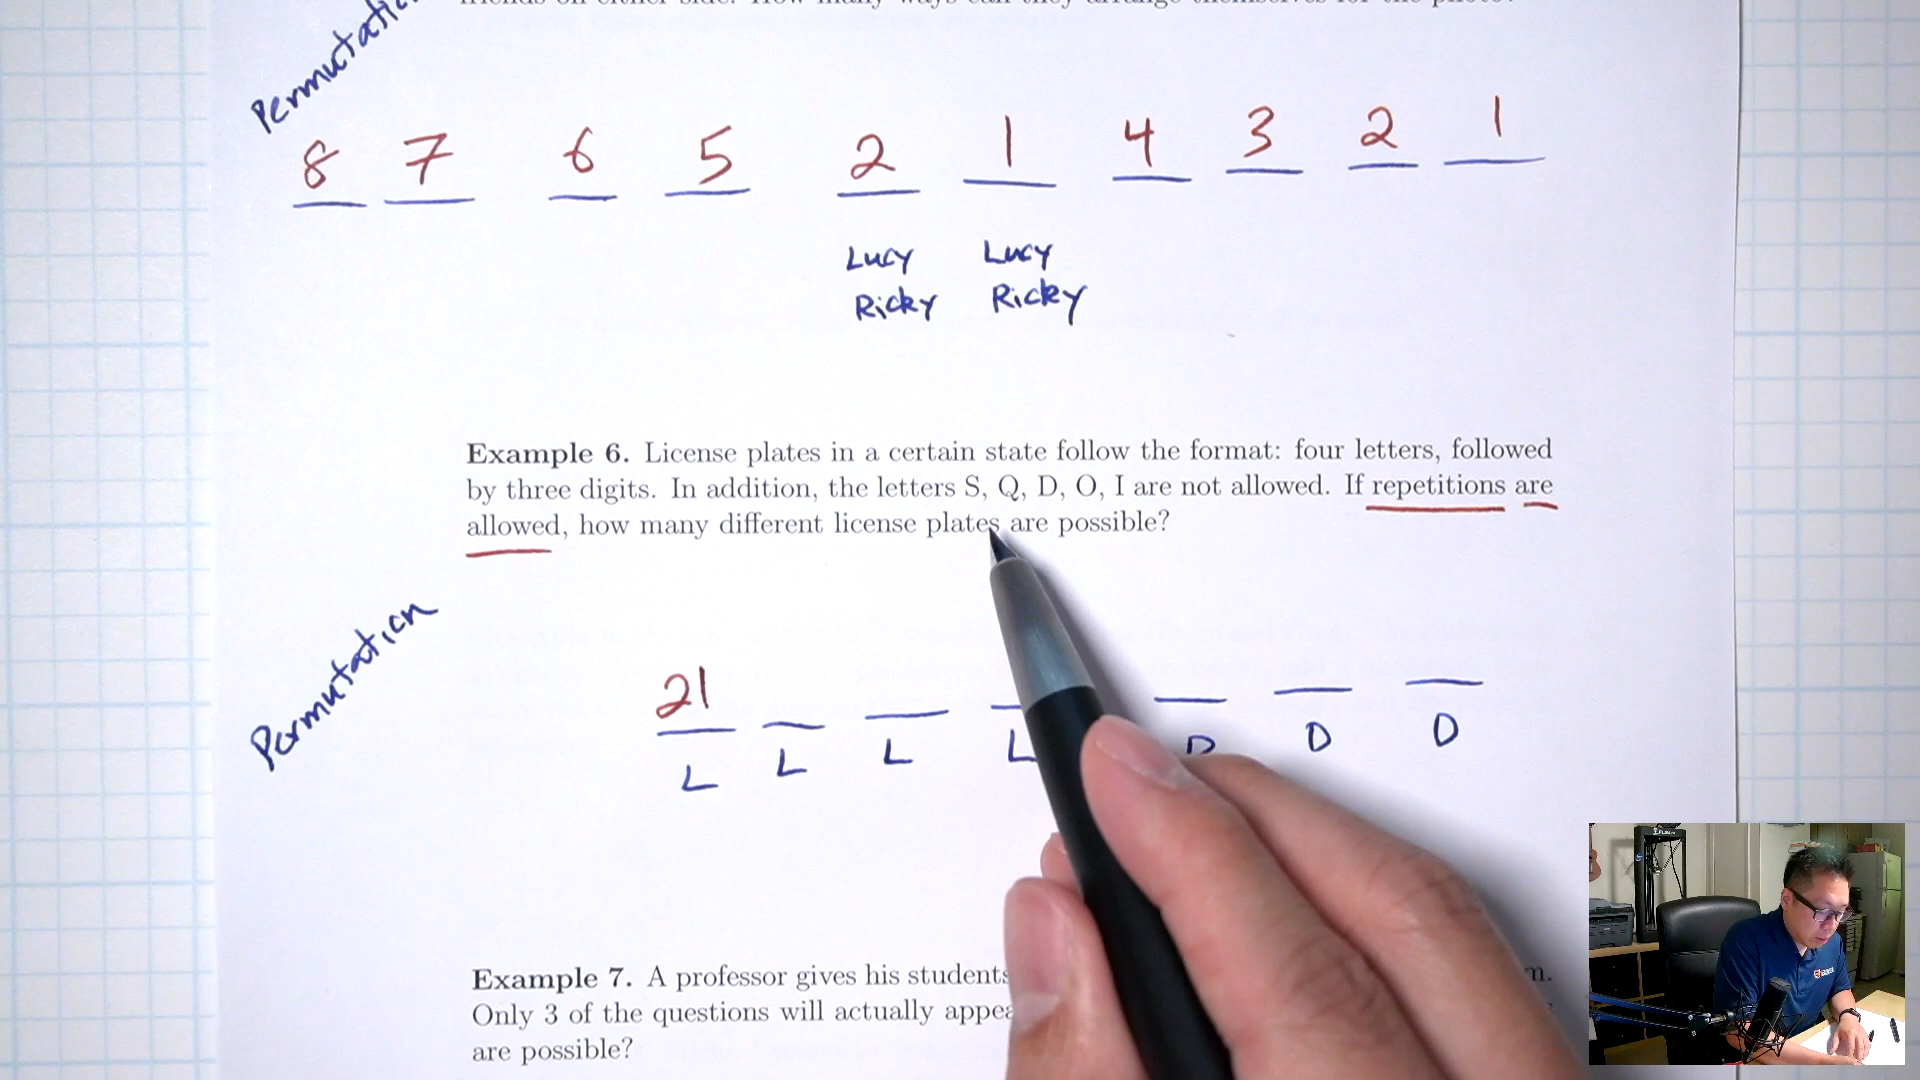 Permutatic
8 7 6 5 2 1 4 3 2 1
Lucy Lucy
Ricky Ricky
Example 6. License plates in a certain state follow the format: four letters, followed
by three digits. In addition, the letters S, Q, D, O, I are not allowed. If repetitions are
allowed, how many different license plates are possible?
Permutation
21
L L L L D D D
Example 7. A professor gives his students
Only 3 of the questions will actually appea
are possible?